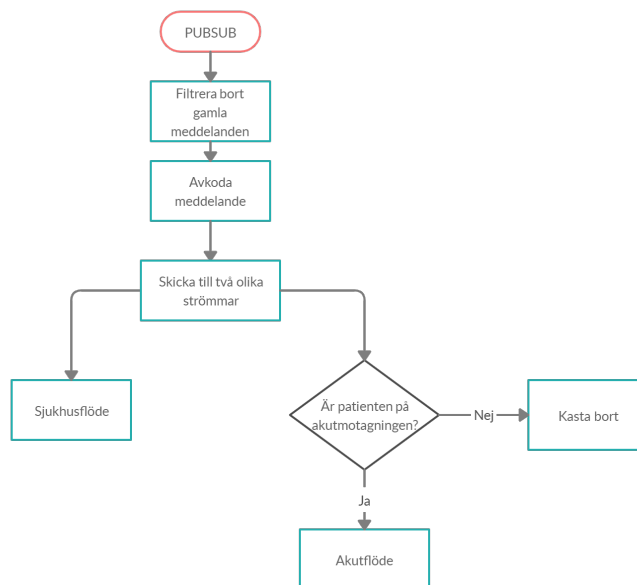 PUBSUB
Filtrera bort
gamla
meddelanden
Avkoda
meddelande
Skicka till två olika
strömmar
Sjukhusflöde
Är patienten på
akutmotagningen?
Nej
Kasta bort
Ja
Akutflöde